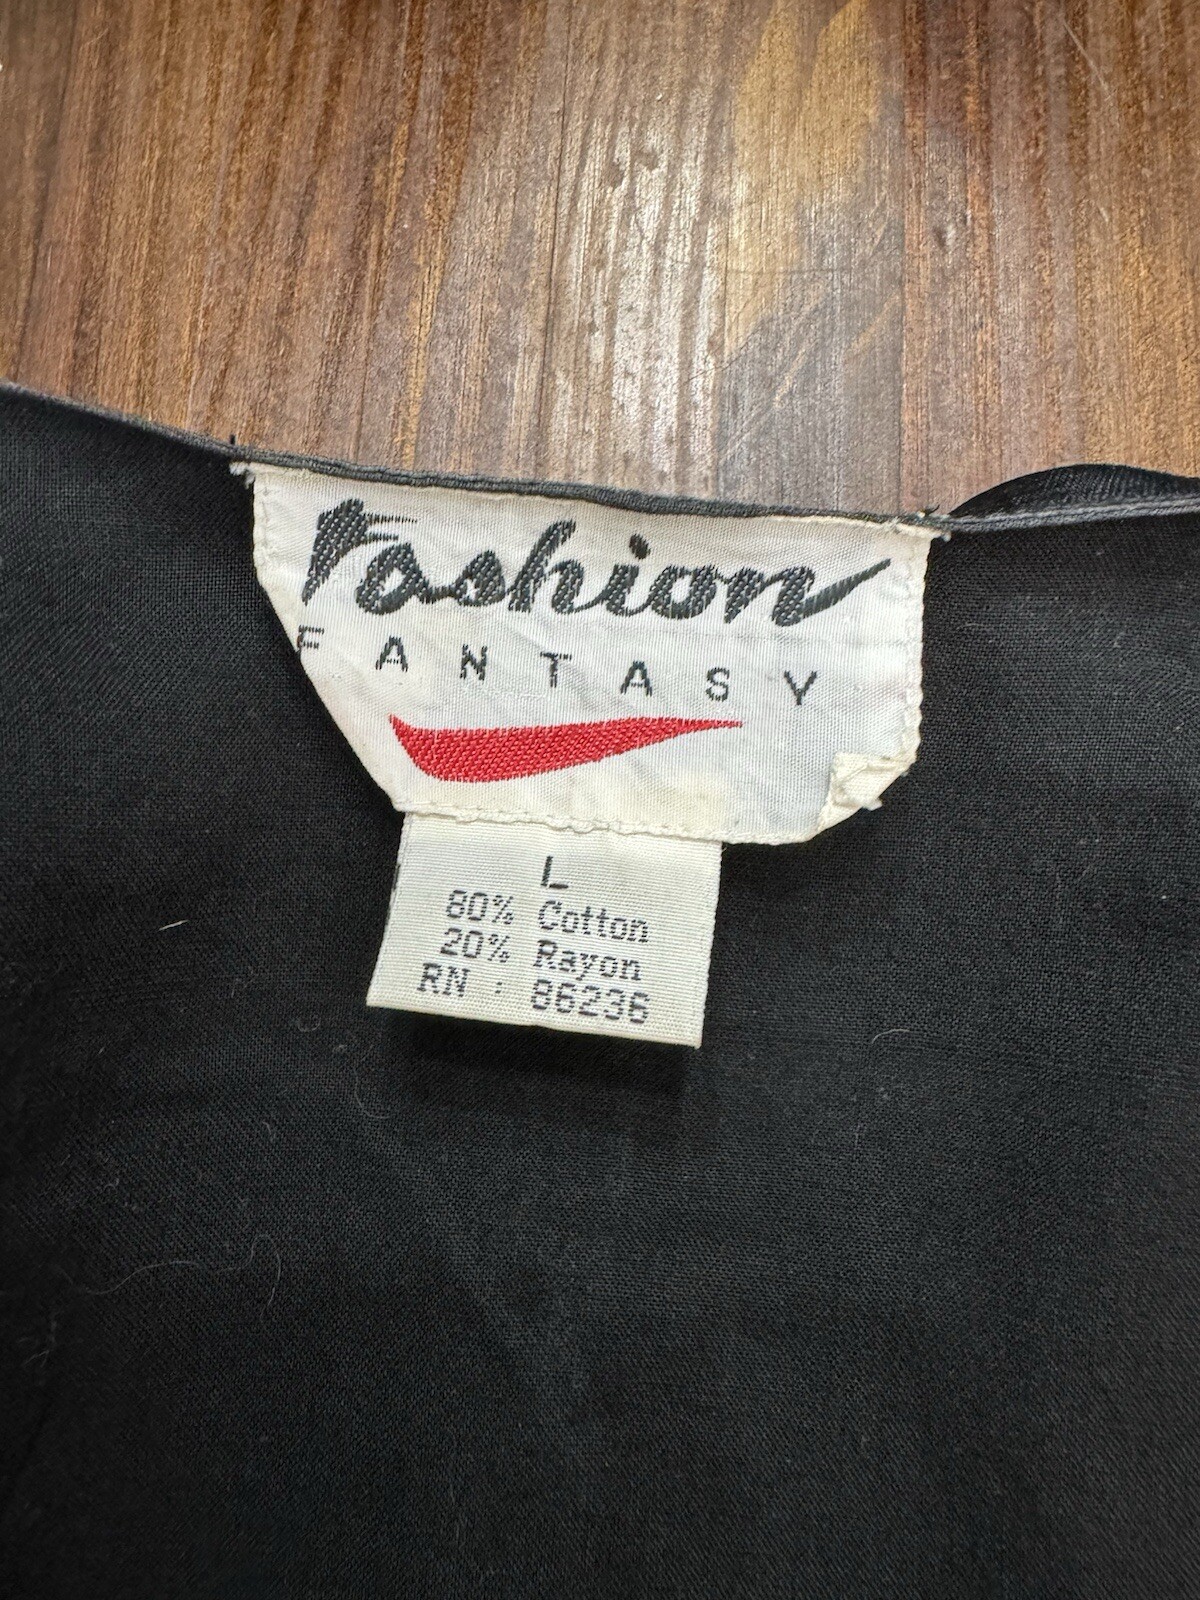 Fashion
FANTASY
L
80% Cotton
20% Rayon
RN : 86236